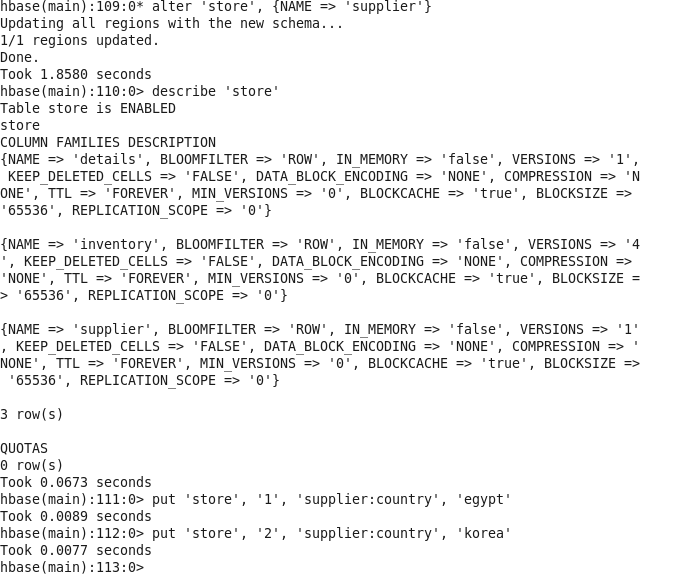 hbase(main):109:0* alter 'store', {NAME => 'supplier'}
Updating all regions with the new schema...
1/1 regions updated.
Done.
Took 1.8580 seconds
hbase(main):110:0> describe 'store'
Table store is ENABLED
store
COLUMN FAMILIES DESCRIPTION
{NAME => 'details', BLOOMFILTER => 'ROW', IN_MEMORY => 'false', VERSIONS => '1',
 KEEP_DELETED_CELLS => 'FALSE', DATA_BLOCK_ENCODING => 'NONE', COMPRESSION => 'N
ONE', TTL => 'FOREVER', MIN_VERSIONS => '0', BLOCKCACHE => 'true', BLOCKSIZE =>
'65536', REPLICATION_SCOPE => '0'}
{NAME => 'inventory', BLOOMFILTER => 'ROW', IN_MEMORY => 'false', VERSIONS => '4
', KEEP_DELETED_CELLS => 'FALSE', DATA_BLOCK_ENCODING => 'NONE', COMPRESSION =>
'NONE', TTL => 'FOREVER', MIN_VERSIONS => '0', BLOCKCACHE => 'true', BLOCKSIZE =
> '65536', REPLICATION_SCOPE => '0'}
{NAME => 'supplier', BLOOMFILTER => 'ROW', IN_MEMORY => 'false', VERSIONS => '1'
, KEEP_DELETED_CELLS => 'FALSE', DATA_BLOCK_ENCODING => 'NONE', COMPRESSION => '
NONE', TTL => 'FOREVER', MIN_VERSIONS => '0', BLOCKCACHE => 'true', BLOCKSIZE =>
 '65536', REPLICATION_SCOPE => '0'}
3 row(s)
QUOTAS
0 row(s)
Took 0.0673 seconds
hbase(main):111:0> put 'store', '1', 'supplier:country', 'egypt'
Took 0.0089 seconds
hbase(main):112:0> put 'store', '2', 'supplier:country', 'korea'
Took 0.0077 seconds
hbase(main):113:0>